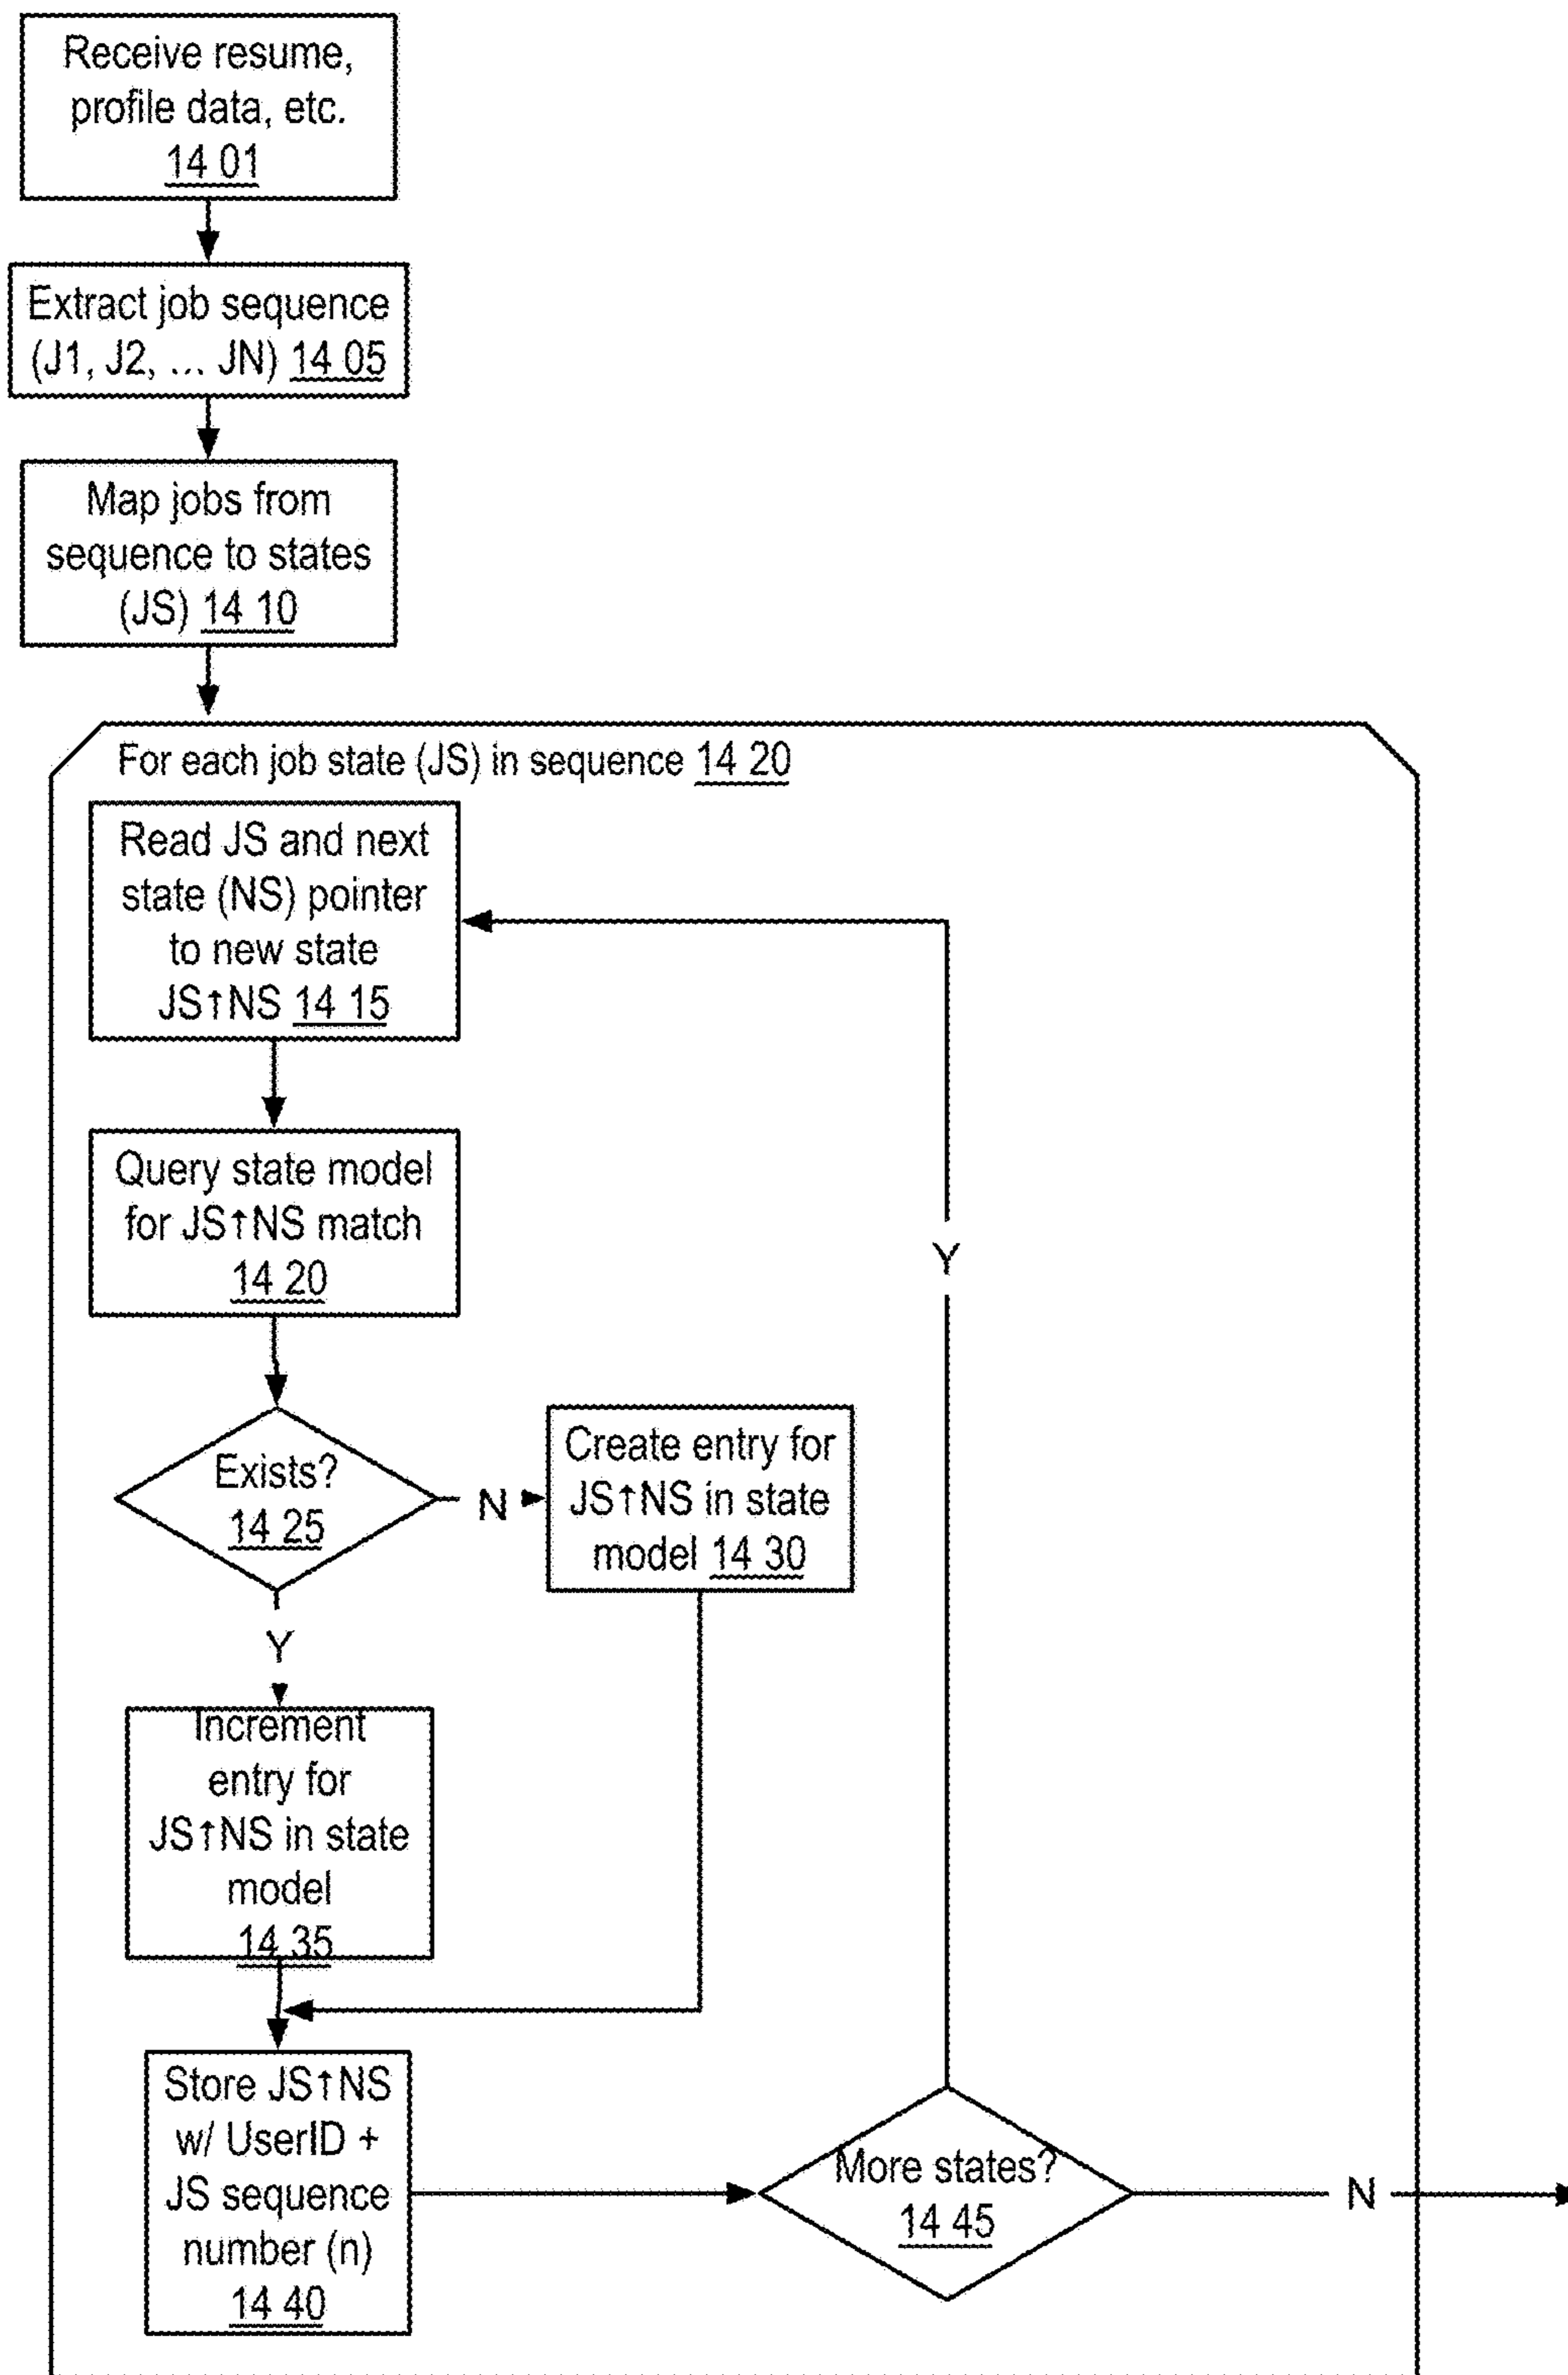 Receive resume,
profile data, etc.
14 01
Extract job sequence
(J1, J2, ... JN) 14 05
Map jobs from
sequence to states
(JS) 14 10
For each job state (JS) in sequence 14 20
Read JS and next
state (NS) pointer
to new state
JS↑NS 14 15
Query state model
for JS↑NS match
14 20
Y
Exists?
14 25
N
Create entry for
JS↑NS in state
model 14 30
Y
Increment
entry for
JS↑NS in state
model
14 35
Store JS↑NS
w/ UserID +
JS sequence
number (n)
14 40
More states?
14 45
N